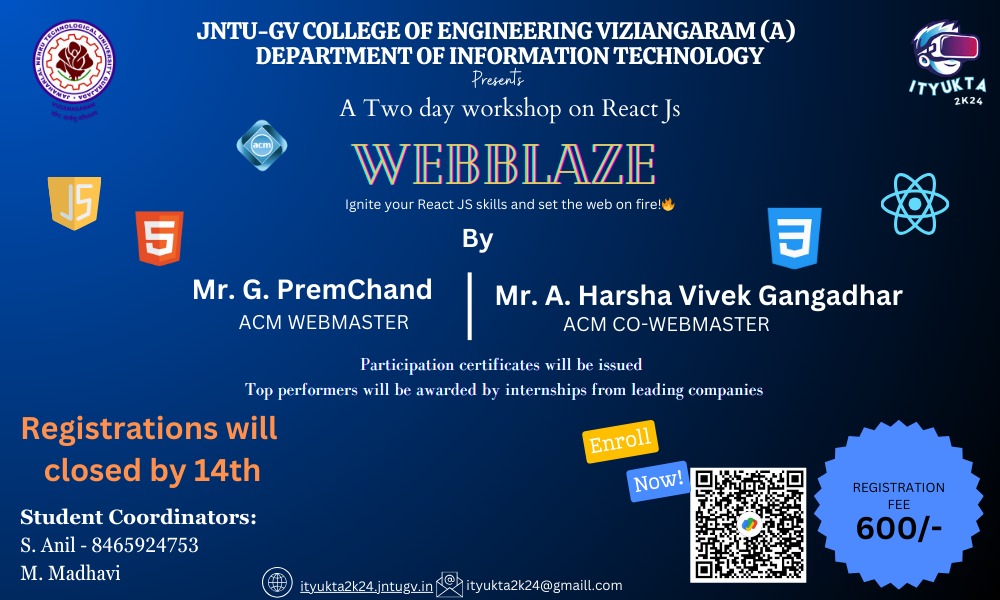 JNTU-GV COLLEGE OF ENGINEERING VIZIANGARAM (A)
DEPARTMENT OF INFORMATION TECHNOLOGY
Presents
A Two day workshop on React Js
ITYUKTA
2K24
acm
WEBBLAZE
Ignite your React JS skills and set the web on fire!🔥
JS
5
3
By
Mr. G. PremChand
ACM WEBMASTER
Mr. A. Harsha Vivek Gangadhar
ACM CO-WEBMASTER
Participation certificates will be issued
Top performers will be awarded by internships from leading companies
Registrations will
closed by 14th
Enroll
Now!
REGISTRATION
FEE
600/-
Student Coordinators:
S. Anil - 8465924753
M. Madhavi
ityukta2k24.jntugv.in
ityukta2k24@gmaill.com